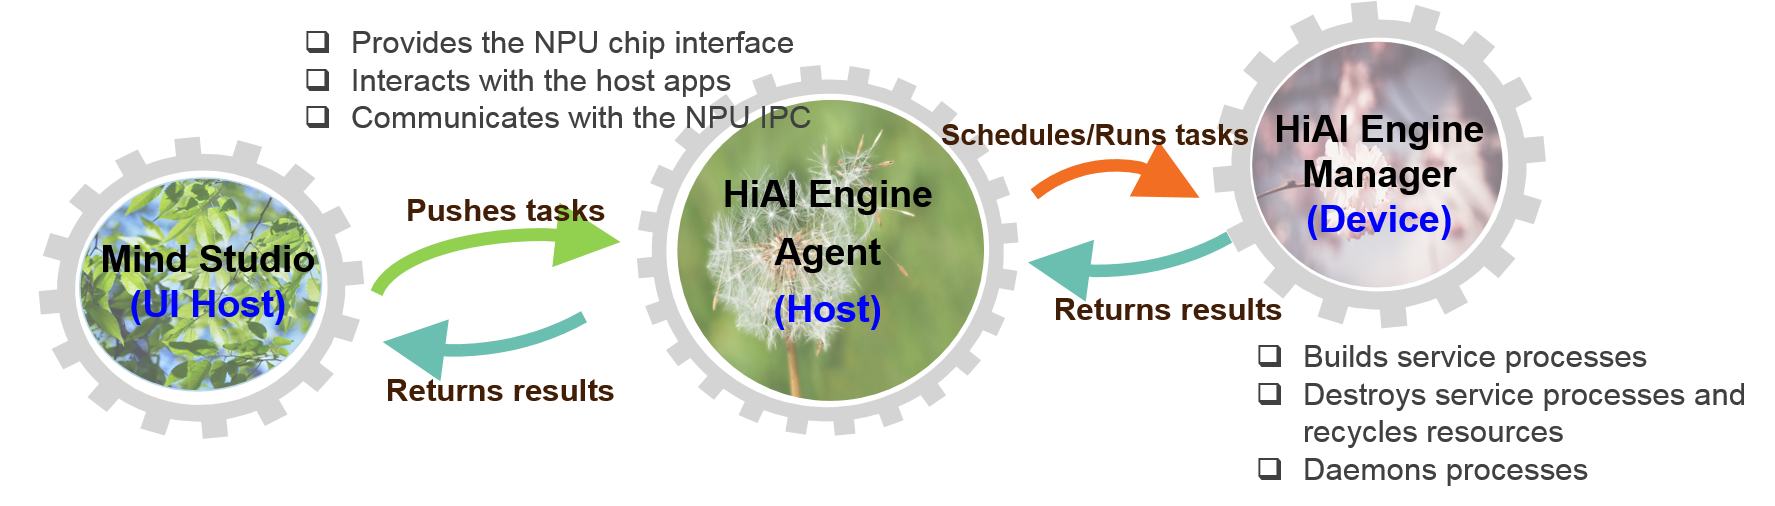 ❑ Provides the NPU chip interface
❑ Interacts with the host apps
❑ Communicates with the NPU IPC
Mind Studio
(UI Host)
Pushes tasks
Returns results
HiAI Engine
Agent
(Host)
Schedules/Runs tasks
Returns results
HiAI Engine
Manager
(Device)
❑ Builds service processes
❑ Destroys service processes and
recycles resources
❑ Daemons processes